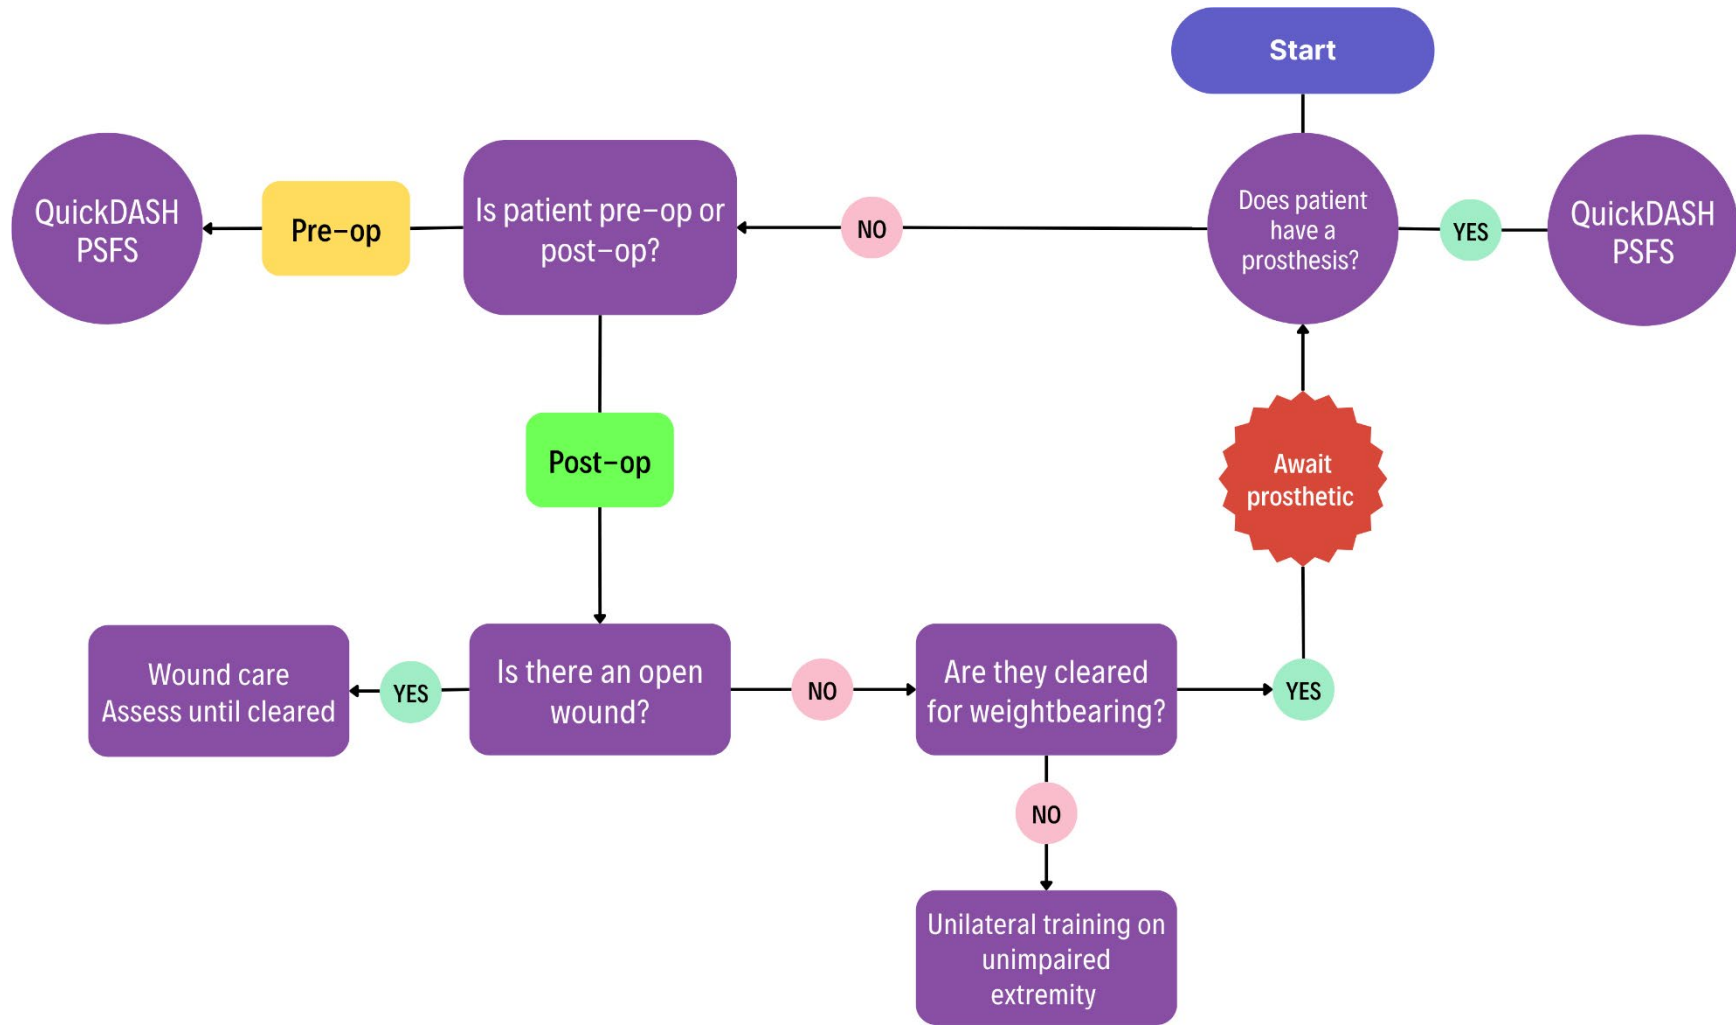 Start
Does patient
have a
prosthesis?
YES
QuickDASH
PSFS
NO
Is patient pre–op or
post–op?
Pre–op
QuickDASH
PSFS
Post–op
Is there an open
wound?
YES
Wound care
Assess until cleared
NO
Are they cleared
for weightbearing?
YES
Await
prosthetic
NO
Unilateral training on
unimpaired
extremity